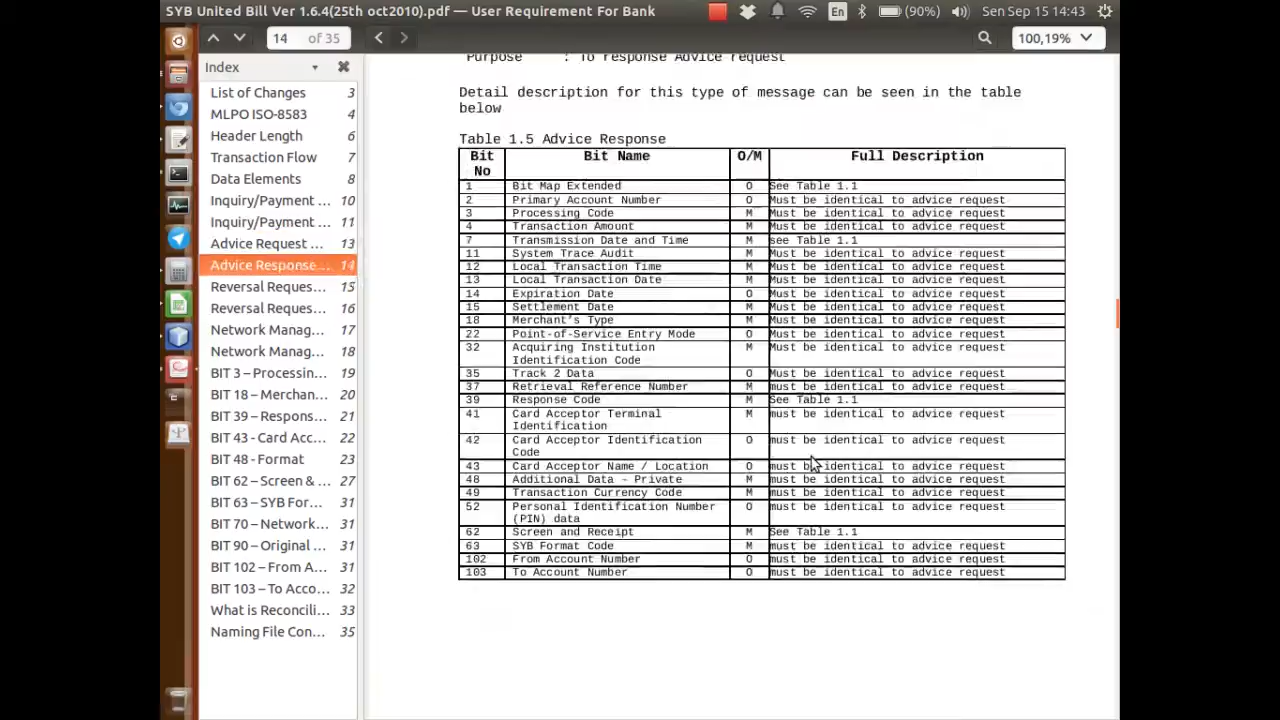 SYB United Bill Ver 1.6.4(25th oct2010).pdf — User Requirement For Bank
En
(90%)
Sen Sep 15 14:43
14 of 35
100,19%
Index
List of Changes 3
MLPO ISO-8583 4
Header Length 6
Transaction Flow 7
Data Elements 8
Inquiry/Payment ... 10
Inquiry/Payment ... 11
Advice Request ... 13
Advice Response... 14
Reversal Reques... 15
Reversal Reques... 16
Network Manag... 17
Network Manag... 18
BIT 3 – Processin... 19
BIT 18 – Merchan... 20
BIT 39 – Respons... 21
BIT 43 - Card Acc... 22
BIT 48 - Format 23
BIT 62 – Screen & ... 27
BIT 63 – SYB For... 31
BIT 70 – Network... 31
BIT 90 – Original ... 31
BIT 102 – From A... 31
BIT 103 – To Acco... 32
What is Reconcili... 33
Naming File Con... 35
Purpose : To response Advice request
Detail description for this type of message can be seen in the table
below
Table 1.5 Advice Response
Bit No Bit Name O/M Full Description
1 Bit Map Extended O See Table 1.1
2 Primary Account Number O Must be identical to advice request
3 Processing Code M Must be identical to advice request
4 Transaction Amount M Must be identical to advice request
7 Transmission Date and Time M see Table 1.1
11 System Trace Audit M Must be identical to advice request
12 Local Transaction Time M Must be identical to advice request
13 Local Transaction Date M Must be identical to advice request
14 Expiration Date O Must be identical to advice request
15 Settlement Date M Must be identical to advice request
18 Merchant's Type M Must be identical to advice request
22 Point-of-Service Entry Mode O Must be identical to advice request
32 Acquiring Institution M Must be identical to advice request
Identification Code
35 Track 2 Data O Must be identical to advice request
37 Retrieval Reference Number M must be identical to advice request
39 Response Code M See Table 1.1
41 Card Acceptor Terminal M must be identical to advice request
Identification
42 Card Acceptor Identification O must be identical to advice request
Code
43 Card Acceptor Name / Location O must be identical to advice request
48 Additional Data - Private M must be identical to advice request
49 Transaction Currency Code M must be identical to advice request
52 Personal Identification Number O must be identical to advice request
(PIN) data
62 Screen and Receipt M See Table 1.1
63 SYB Format Code M must be identical to advice request
102 From Account Number O must be identical to advice request
103 To Account Number O must be identical to advice request